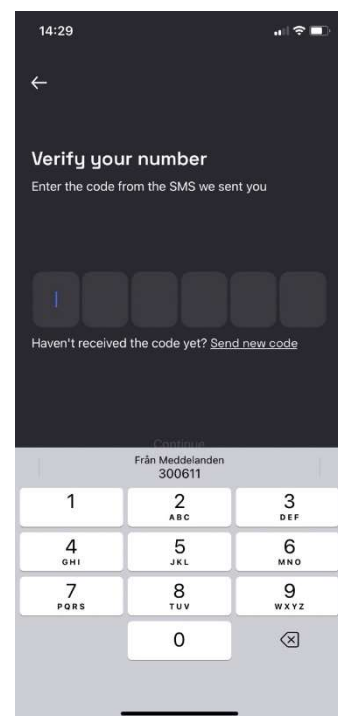 14:29
Verify your number
Enter the code from the SMS we sent you
Haven't received the code yet? Send new code
Continue
Från Meddelanden
300611
1
2
ABC
3
DEF
4
GHI
5
JKL
6
MNO
7
PQRS
8
TUV
9
WXYZ
0